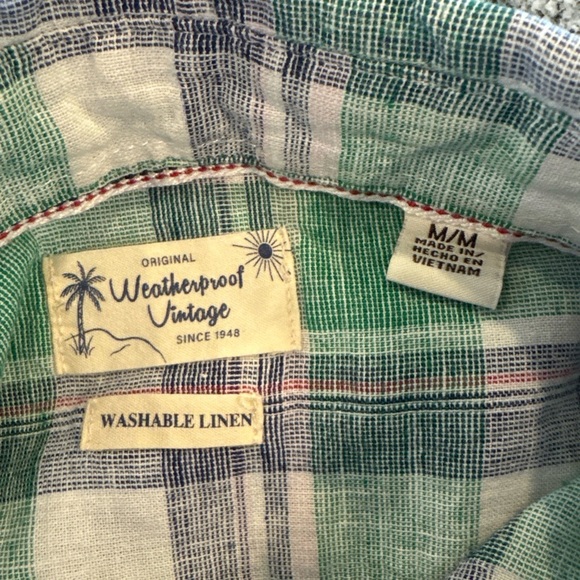 ORIGINAL
Weatherproof
Vintage
SINCE 1948
WASHABLE LINEN
M/M
MADE IN/
HECHO EN
VIETNAM